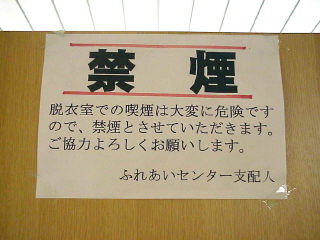 禁 煙
脱衣室での喫煙は大変に危険です
ので、禁煙とさせていただきます。
ご協力よろしくお願いします。
ふれあいセンター支配人